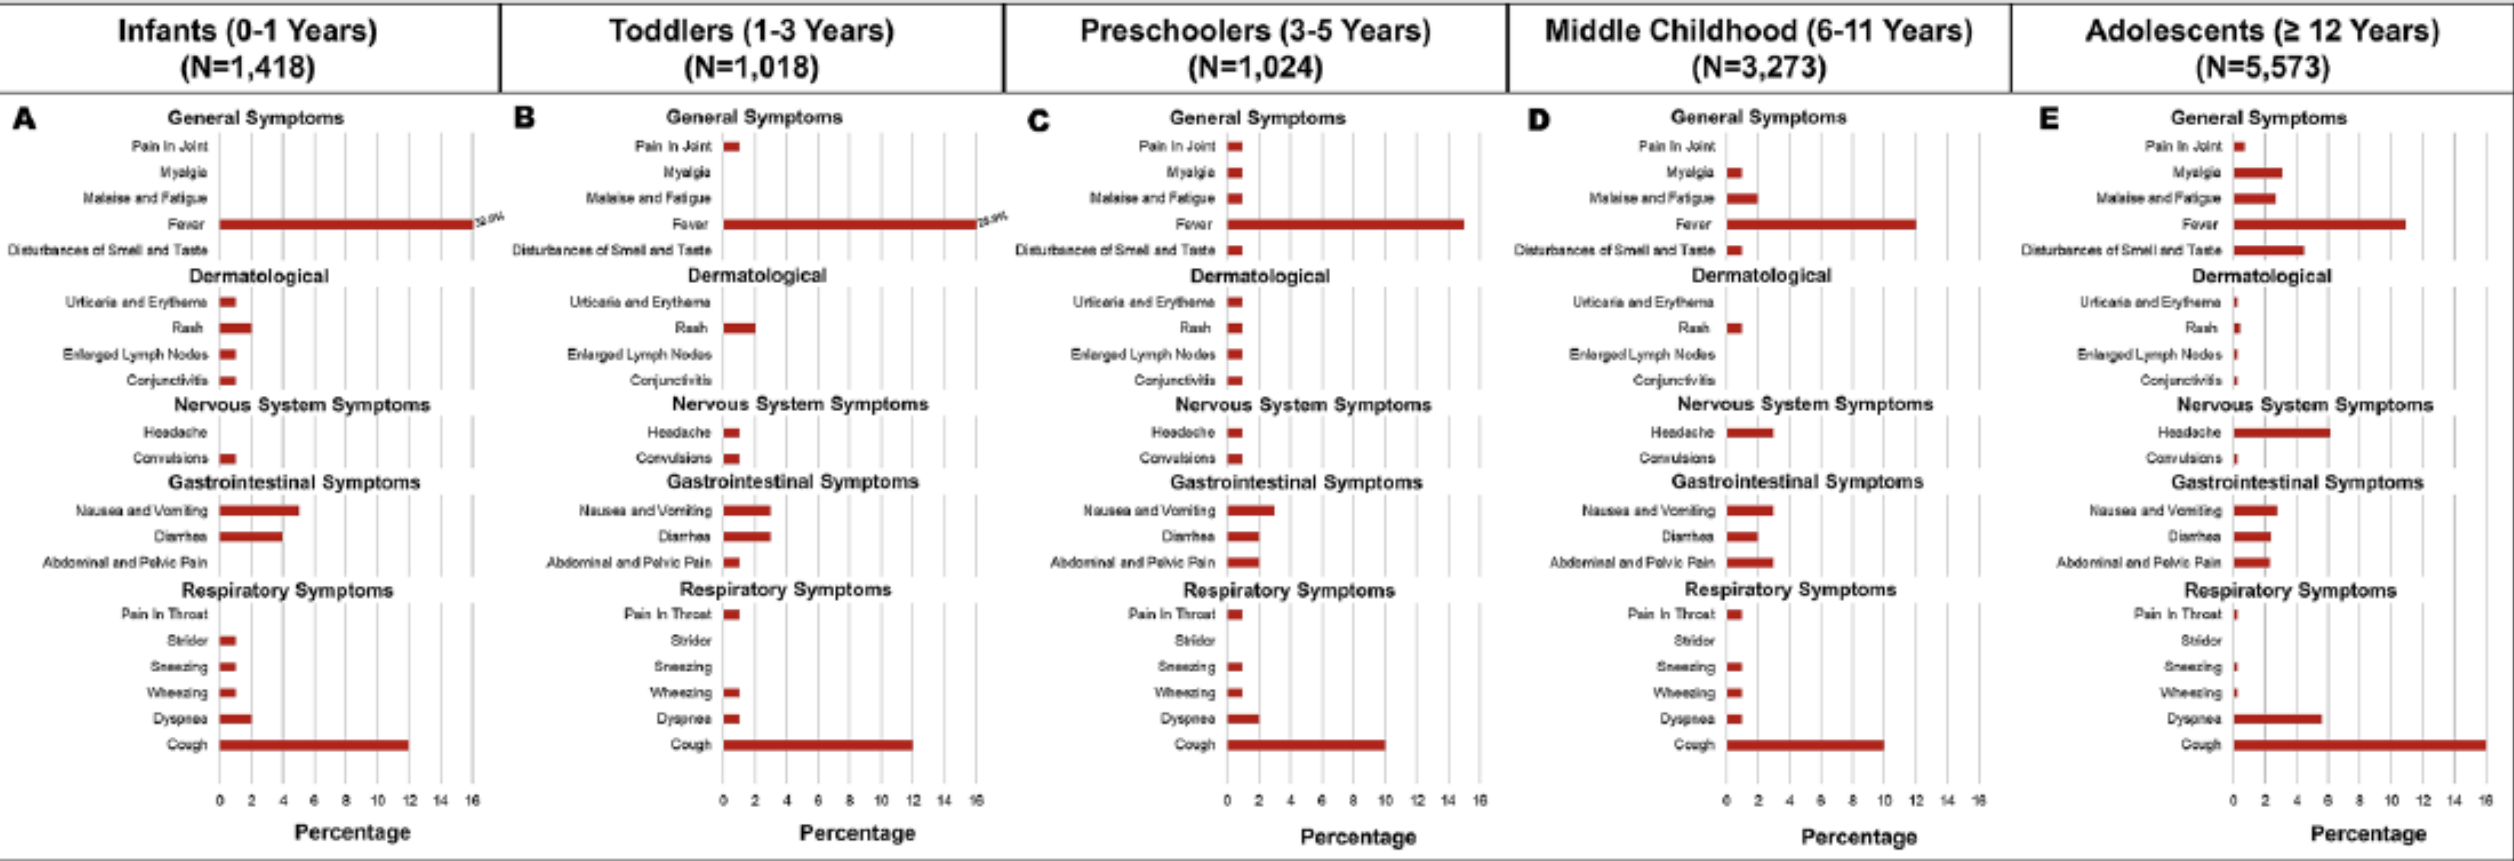 Infants (0-1 Years)
(N=1,418)
Toddlers (1-3 Years)
(N=1,018)
Preschoolers (3-5 Years)
(N=1,024)
Middle Childhood (6-11 Years)
(N=3,273)
Adolescents (≥ 12 Years)
(N=5,573)
A
General Symptoms
Pain In Joint
Myalgia
Malaise and Fatigue
Fever
32.0%
Disturbances of Smell and Taste
Dermatological
Urticaria and Erythema
Rash
Enlarged Lymph Nodes
Conjunctivitis
Nervous System Symptoms
Headache
Convulsions
Gastrointestinal Symptoms
Nausea and Vomiting
Diarrhea
Abdominal and Pelvic Pain
Respiratory Symptoms
Pain In Throat
Stridor
Sneezing
Wheezing
Dyspnea
Cough
0 2 4 6 8 10 12 14 16
Percentage
B
General Symptoms
Pain In Joint
Myalgia
Malaise and Fatigue
Fever
Disturbances of Smell and Taste
Dermatological
Urticaria and Erythema
Rash
Enlarged Lymph Nodes
Conjunctivitis
Nervous System Symptoms
Headache
Convulsions
Gastrointestinal Symptoms
Nausea and Vomiting
Diarrhea
Abdominal and Pelvic Pain
Respiratory Symptoms
Pain In Throat
Stridor
Sneezing
Wheezing
Dyspnea
Cough
0 2 4 6 8 10 12 14 16
Percentage
C
General Symptoms
Pain In Joint
Myalgia
Malaise and Fatigue
Fever
Disturbances of Smell and Taste
Dermatological
Urticaria and Erythema
Rash
Enlarged Lymph Nodes
Conjunctivitis
Nervous System Symptoms
Headache
Convulsions
Gastrointestinal Symptoms
Nausea and Vomiting
Diarrhea
Abdominal and Pelvic Pain
Respiratory Symptoms
Pain In Throat
Stridor
Sneezing
Wheezing
Dyspnea
Cough
0 2 4 6 8 10 12 14 16
Percentage
D
General Symptoms
Pain In Joint
Myalgia
Malaise and Fatigue
Fever
Disturbances of Smell and Taste
Dermatological
Urticaria and Erythema
Rash
Enlarged Lymph Nodes
Conjunctivitis
Nervous System Symptoms
Headache
Convulsions
Gastrointestinal Symptoms
Nausea and Vomiting
Diarrhea
Abdominal and Pelvic Pain
Respiratory Symptoms
Pain In Throat
Stridor
Sneezing
Wheezing
Dyspnea
Cough
0 2 4 6 8 10 12 14 16
Percentage
E
General Symptoms
Pain In Joint
Myalgia
Malaise and Fatigue
Fever
Disturbances of Smell and Taste
Dermatological
Urticaria and Erythema
Rash
Enlarged Lymph Nodes
Conjunctivitis
Nervous System Symptoms
Headache
Convulsions
Gastrointestinal Symptoms
Nausea and Vomiting
Diarrhea
Abdominal and Pelvic Pain
Respiratory Symptoms
Pain In Throat
Stridor
Sneezing
Wheezing
Dyspnea
Cough
0 2 4 6 8 10 12 14 16
Percentage